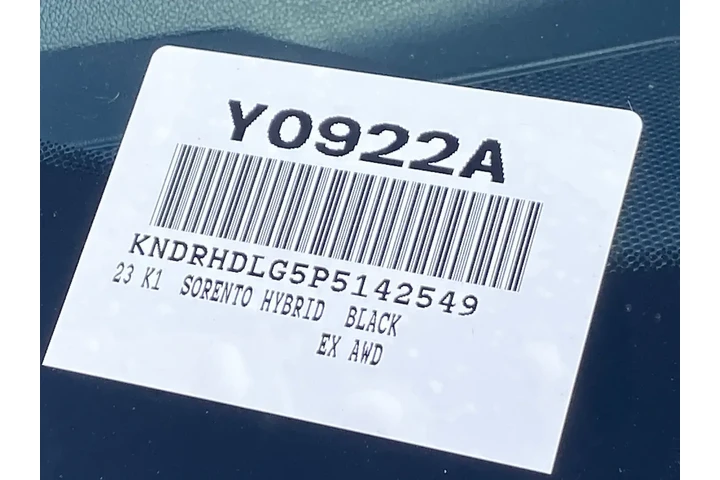 Y0922A
KNDRHDLG5P5142549
23 K1 SORENTO HYBRID BLACK
EX AWD